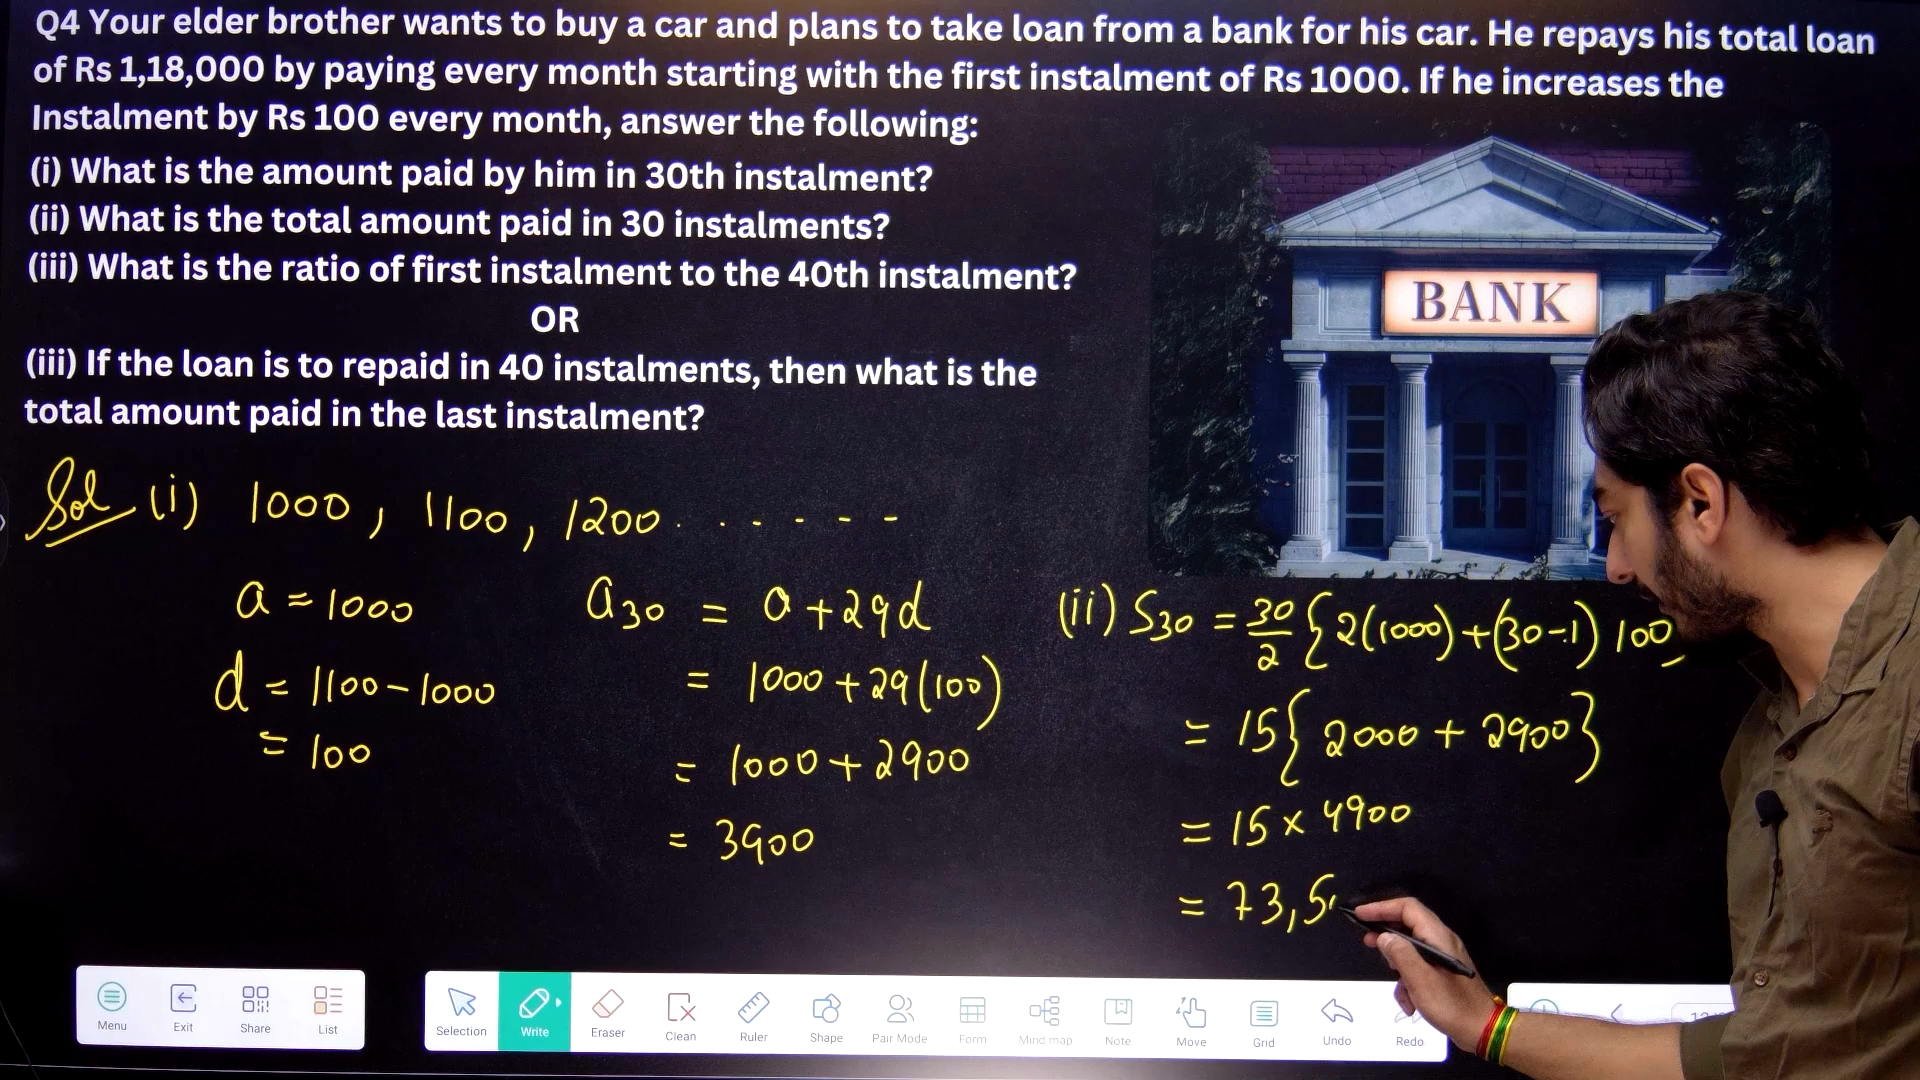 Q4 Your elder brother wants to buy a car and plans to take loan from a bank for his car. He repays his total loan
of Rs 1,18,000 by paying every month starting with the first instalment of Rs 1000. If he increases the
Instalment by Rs 100 every month, answer the following:
(i) What is the amount paid by him in 30th instalment?
(ii) What is the total amount paid in 30 instalments?
(iii) What is the ratio of first instalment to the 40th instalment?
OR
(iii) If the loan is to repaid in 40 instalments, then what is the
total amount paid in the last instalment?
BANK
Sol (i) 1000, 1100, 1200 . . - - - - -
a = 1000
d = 1100 - 1000
= 100
a30 = a + 29d
= 1000 + 29(100)
= 1000 + 2900
= 3900
(ii) S30 = 30/2 { 2(1000) + (30-1) 100
= 15{ 2000 + 2900}
= 15 × 4900
= 73,5
Menu
Exit
Share
List
Selection
Write
Eraser
Clean
Ruler
Shape
Pair Mode
Form
Mind map
Note
Move
Grid
Undo
Redo